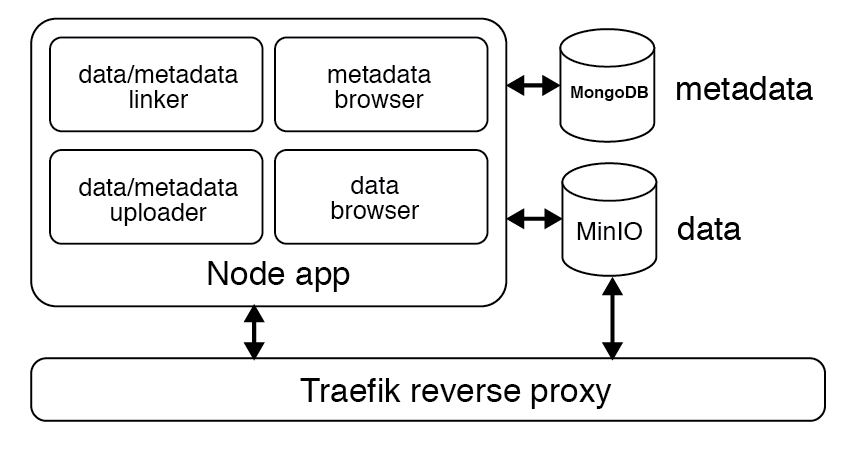 data/metadata
linker
metadata
browser
MongoDB
metadata
data/metadata
uploader
data
browser
MinIO
data
Node app
Traefik reverse proxy